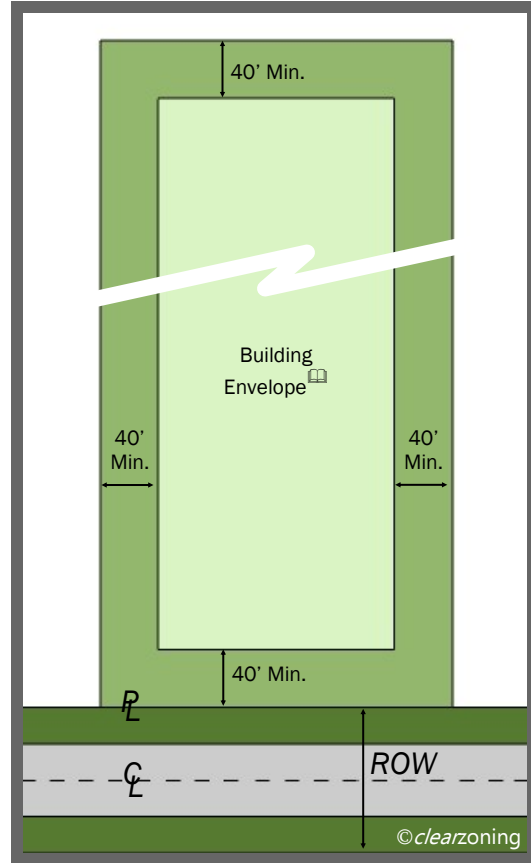 40’ Min.
Building
Envelope
40’
Min.
40’
Min.
40’ Min.
PL
CL
ROW
©clearzoning